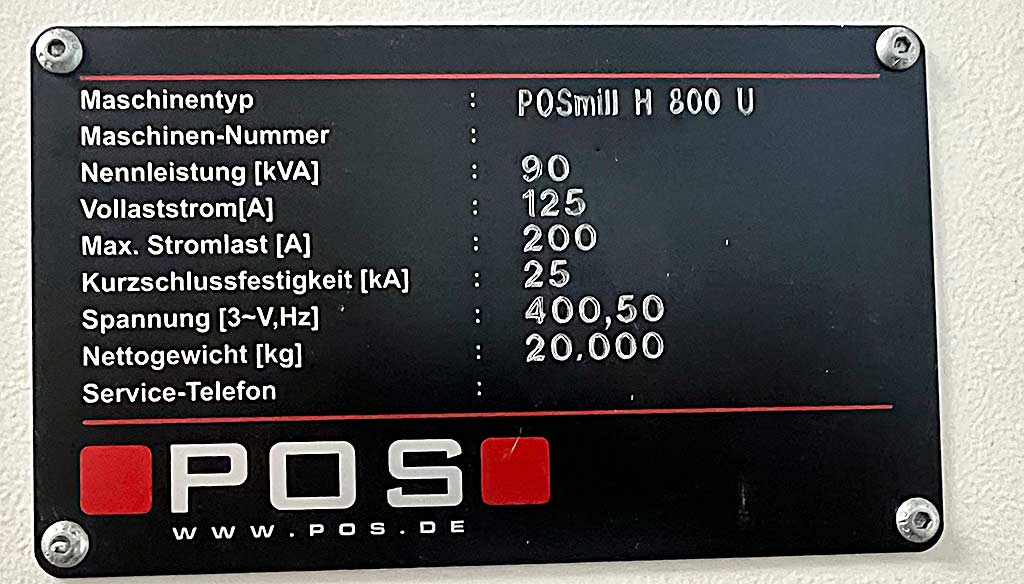 Maschinentyp : POSmill H 800 U
Maschinen-Nummer :
Nennleistung [kVA] : 90
Vollaststrom[A] : 125
Max. Stromlast [A] : 200
Kurzschlussfestigkeit [kA] : 25
Spannung [3~V,Hz] : 400,50
Nettogewicht [kg] : 20.000
Service-Telefon :
POS
WWW.POS.DE